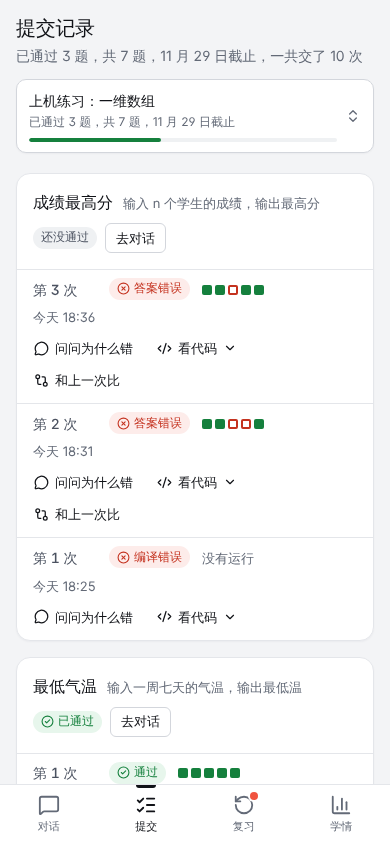 提交记录
已通过 3 题，共 7 题，11 月 29 日截止，一共交了 10 次
上机练习：一维数组
已通过 3 题，共 7 题，11 月 29 日截止
成绩最高分 输入 n 个学生的成绩，输出最高分
还没通过 去对话
第 3 次 答案错误
今天 18:36
问问为什么错 看代码
和上一次比
第 2 次 答案错误
今天 18:31
问问为什么错 看代码
和上一次比
第 1 次 编译错误 没有运行
今天 18:25
问问为什么错 看代码
最低气温 输入一周七天的气温，输出最低温
已通过 去对话
第 1 次 通过
对话 提交 复习 学情